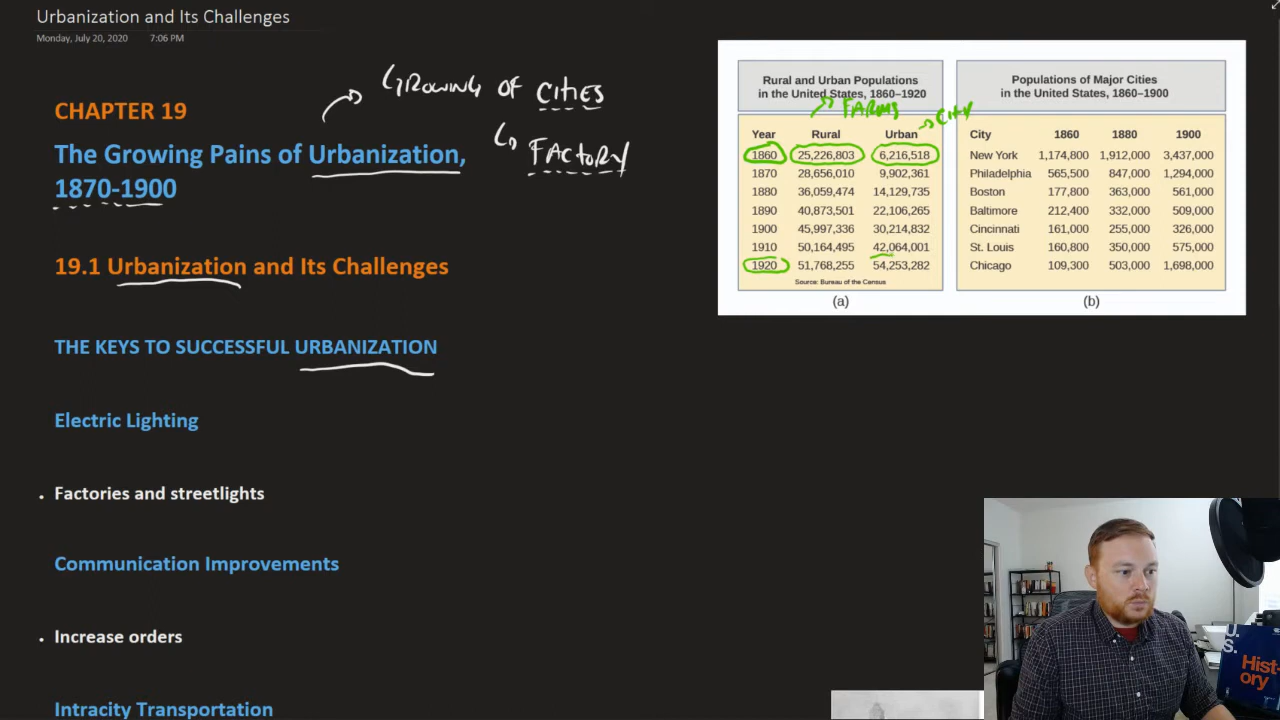 Urbanization and Its Challenges
Monday, July 20, 2020 7:06 PM
GROWING OF CITIES
FACTORY
CHAPTER 19
The Growing Pains of Urbanization,
1870-1900
19.1 Urbanization and Its Challenges
THE KEYS TO SUCCESSFUL URBANIZATION
Electric Lighting
. Factories and streetlights
Communication Improvements
. Increase orders
Intracity Transportation
Rural and Urban Populations
in the United States, 1860–1920
FARMS
CITY
Year Rural Urban
1860 25,226,803 6,216,518
1870 28,656,010 9,902,361
1880 36,059,474 14,129,735
1890 40,873,501 22,106,265
1900 45,997,336 30,214,832
1910 50,164,495 42,064,001
1920 51,768,255 54,253,282
Source: Bureau of the Census
(a)
Populations of Major Cities
in the United States, 1860–1900
City 1860 1880 1900
New York 1,174,800 1,912,000 3,437,000
Philadelphia 565,500 847,000 1,294,000
Boston 177,800 363,000 561,000
Baltimore 212,400 332,000 509,000
Cincinnati 161,000 255,000 326,000
St. Louis 160,800 350,000 575,000
Chicago 109,300 503,000 1,698,000
(b)
U.
S.
Hist-
ory